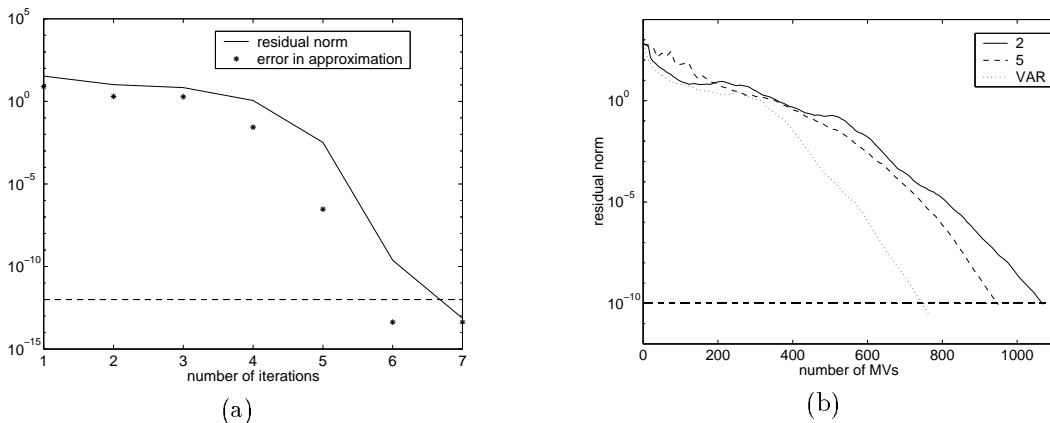 10^5
10^0
10^-5
10^-10
10^-15
1 2 3 4 5 6 7
number of iterations
residual norm
error in approximation
(a)
residual norm
10^0
10^-5
10^-10
0 200 400 600 800 1000
number of MVs
2
5
VAR
(b)